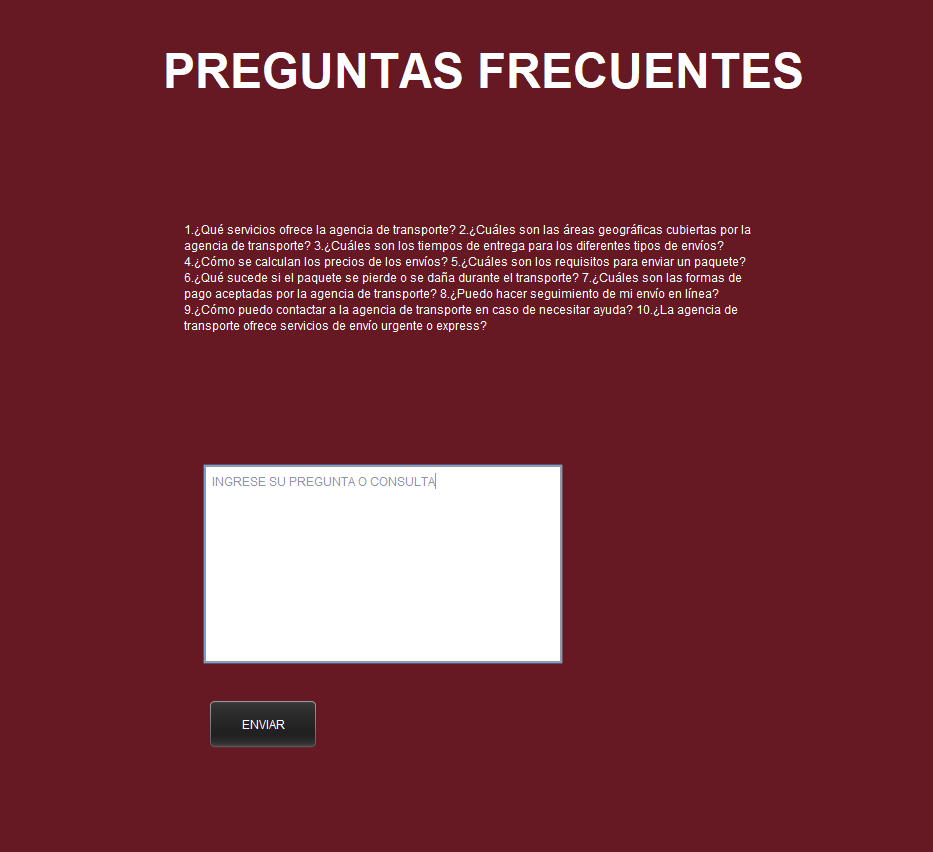 PREGUNTAS FRECUENTES
1.¿Qué servicios ofrece la agencia de transporte? 2.¿Cuáles son las áreas geográficas cubiertas por la
agencia de transporte? 3.¿Cuáles son los tiempos de entrega para los diferentes tipos de envíos?
4.¿Cómo se calculan los precios de los envíos? 5.¿Cuáles son los requisitos para enviar un paquete?
6.¿Qué sucede si el paquete se pierde o se daña durante el transporte? 7.¿Cuáles son las formas de
pago aceptadas por la agencia de transporte? 8.¿Puedo hacer seguimiento de mi envío en línea?
9.¿Cómo puedo contactar a la agencia de transporte en caso de necesitar ayuda? 10.¿La agencia de
transporte ofrece servicios de envío urgente o express?
INGRESE SU PREGUNTA O CONSULTA
ENVIAR